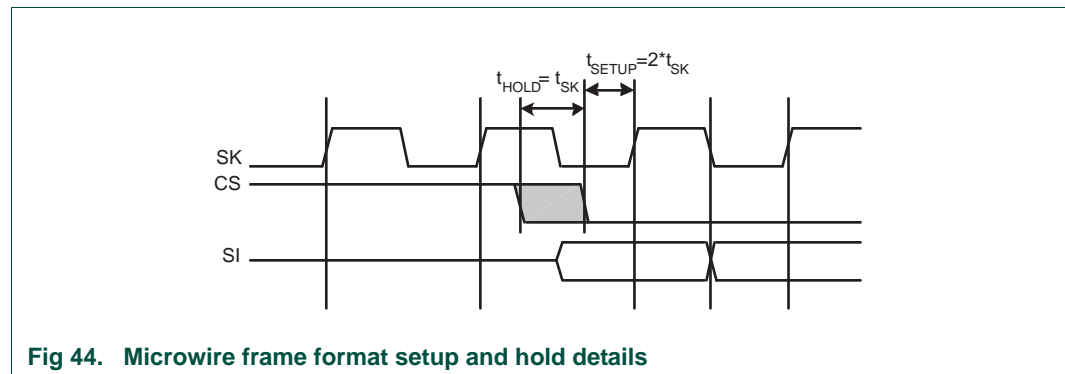 tSETUP=2*tSK
tHOLD= tSK
SK
CS
SI
Fig 44. Microwire frame format setup and hold details